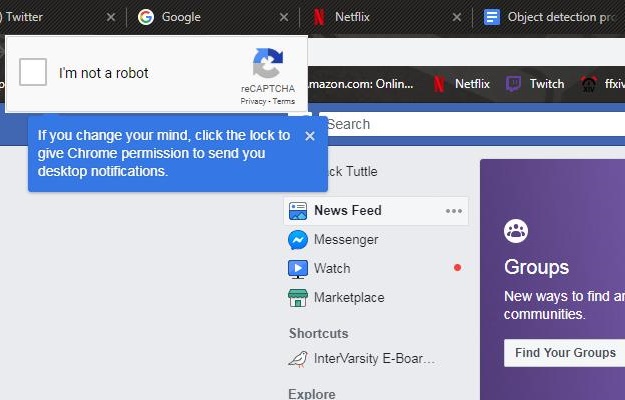 Twitter
Google
Netflix
Object detection pro
I'm not a robot
reCAPTCHA
Privacy - Terms
mazon.com: Onlin...
Netflix
Twitch
ffxiv
If you change your mind, click the lock to
give Chrome permission to send you
desktop notifications.
Search
ck Tuttle
News Feed
Messenger
Watch
Marketplace
Shortcuts
InterVarsity E-Boar...
Explore
Groups
New ways to find an
communities.
Find Your Groups